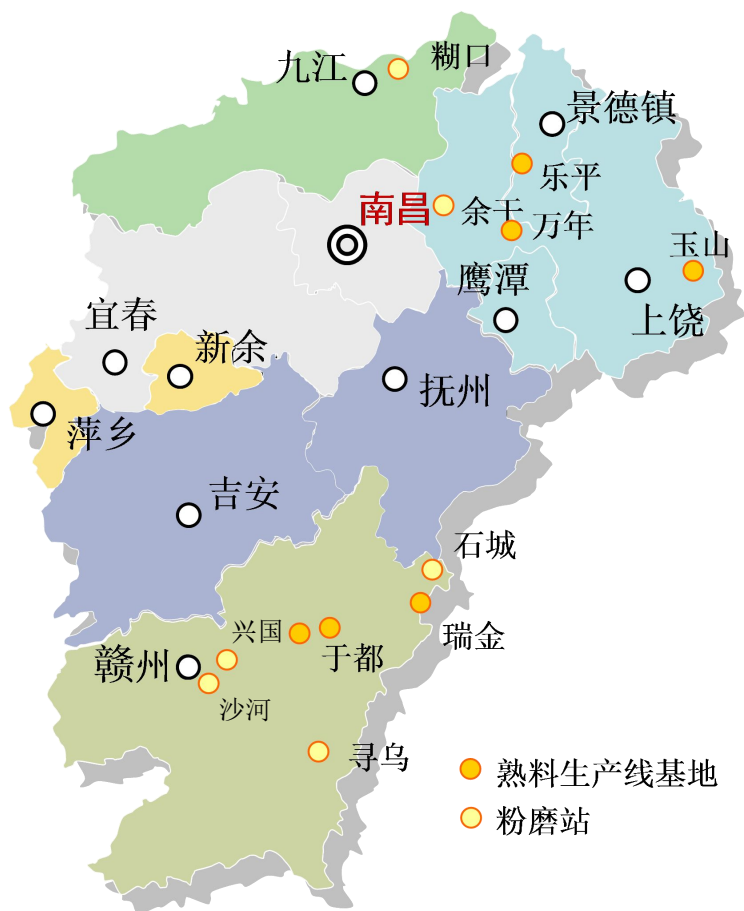 九江
糊口
景德镇
乐平
南昌
余干
万年
玉山
鹰潭
上饶
宜春
新余
抚州
萍乡
吉安
石城
兴国
瑞金
于都
赣州
沙河
寻乌
熟料生产线基地
粉磨站